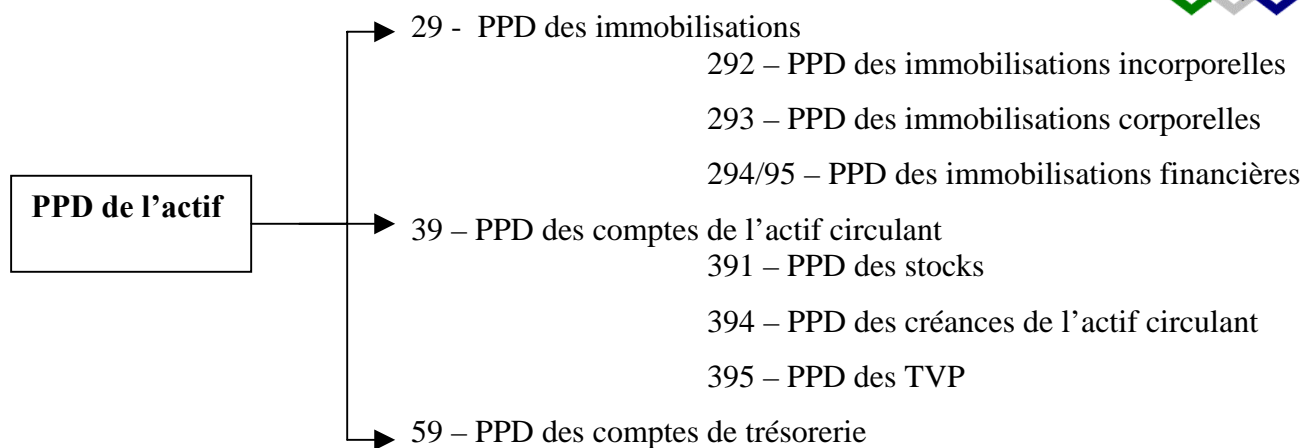 29 - PPD des immobilisations
292 – PPD des immobilisations incorporelles
293 – PPD des immobilisations corporelles
294/95 – PPD des immobilisations financières
PPD de l’actif
39 – PPD des comptes de l’actif circulant
391 – PPD des stocks
394 – PPD des créances de l’actif circulant
395 – PPD des TVP
59 – PPD des comptes de trésorerie